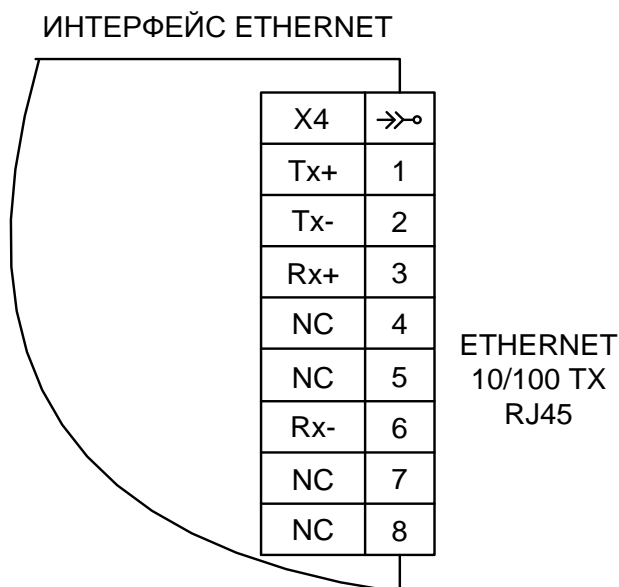 ИНТЕРФЕЙС ETHERNET
X4
Tx+ 1
Tx- 2
Rx+ 3
NC 4
NC 5
Rx- 6
NC 7
NC 8
ETHERNET
10/100 TX
RJ45